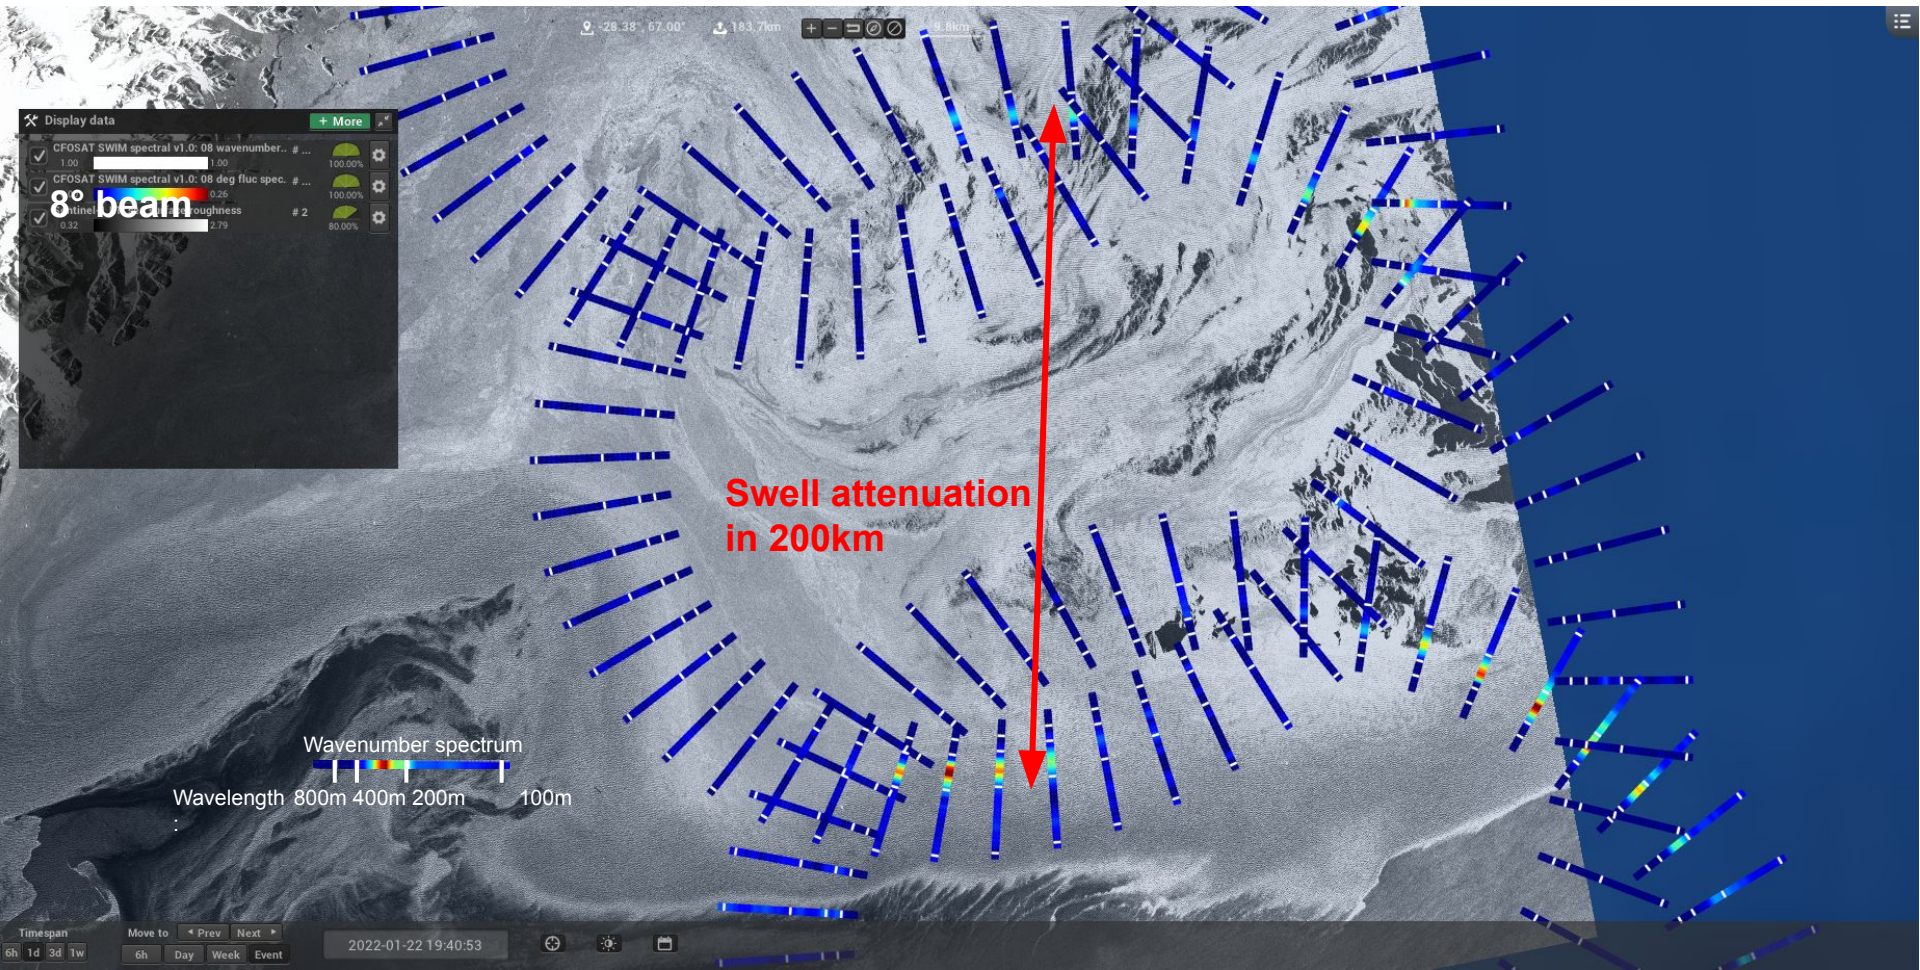 -28.38°, 67.00°
183.7km
9.8km
Display data
+ More
CFOSAT SWIM spectral v1.0: 08 wavenumber.. # ...
1.00 1.00 100.00%
CFOSAT SWIM spectral v1.0: 08 deg fluc spec. # ...
0.26 100.00%
8° beam
roughness # 2
0.32 2.79 80.00%
Swell attenuation
in 200km
Wavenumber spectrum
Wavelength 800m 400m 200m 100m
:
Timespan
6h 1d 3d 1w
Move to Prev Next
6h Day Week Event
2022-01-22 19:40:53